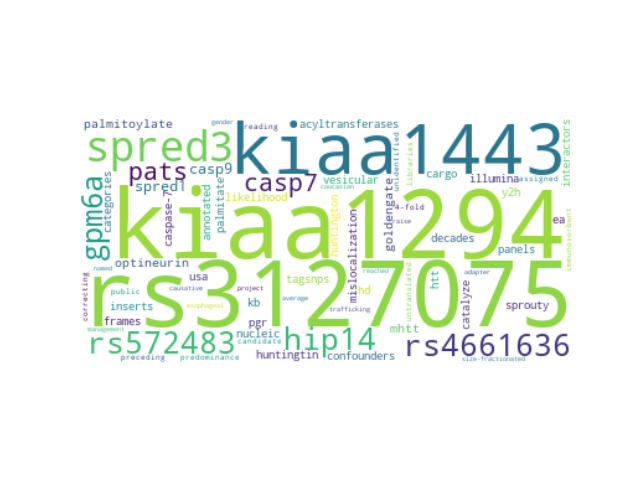 palmitoylate
gender
reading
acyltransferases
spred3
kiaa1443
unidentified
libraries
interactors
pats
casp9
vesicular
cargo
illumina
assigned
gpm6a
categories
spred1
casp7
caucasian
y2h
caspase-7
annotated
palmitate
likelihood
huntington
goldengate
4-fold
raise
kiaa1294
ea
decades
panels
optineurin
mislocalization
untranslated
htt
catalyze
adapter
correcting
named
usa
tagsnps
reached
hd
rs3127075
public
causative
project
kb
inserts
esophageal
average
trafficking
sprouty
frames
pgr
mhtt
management
rs572483
nucleic
candidate
hip14
rs4661636
preceding
predominance
huntingtin
confounders
size-fractionated